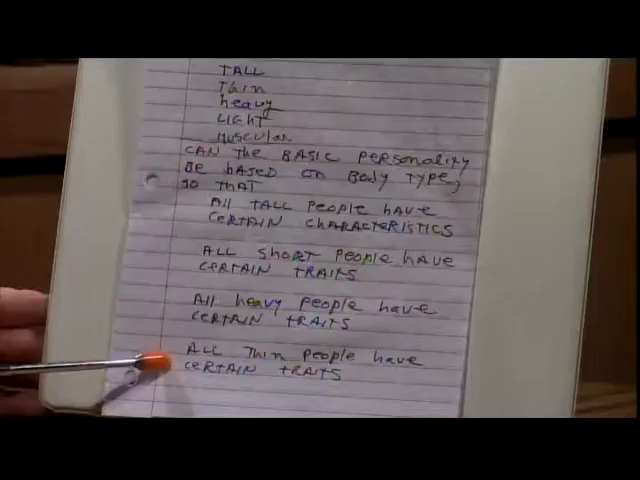 TALL
Thin
heavy
LIGHT
MUSCULAR
CAN The BASIC PERSONALITY
BE bASED ON BODY TYPE,
SO THAT
All TALL People hAVE
CERTAIN CHARACTERISTICS
ALL SHORT People hAVE
CERTAIN TRAITS
All heavy people have
CERTAIN TRAITS
ALL Thin people have
CERTAIN TRAITS